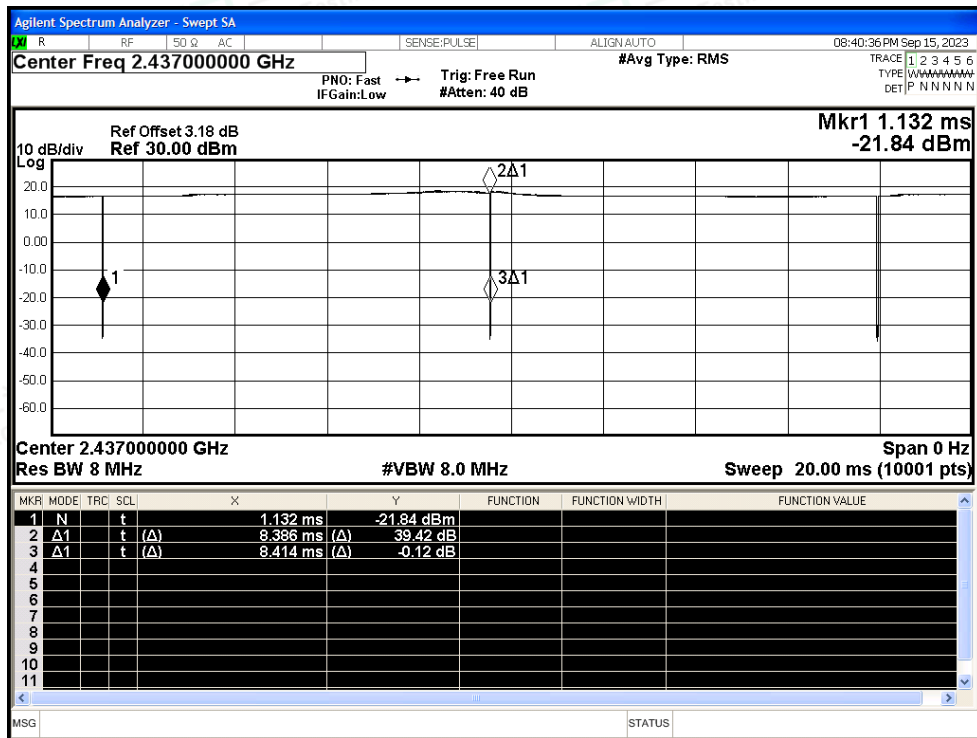 Agilent Spectrum Analyzer - Swept SA
LXI R RF 50 Ω AC SENSE:PULSE ALIGN AUTO 08:40:36 PM Sep 15, 2023
Center Freq 2.437000000 GHz #Avg Type: RMS TRACE 1 2 3 4 5 6
PNO: Fast Trig: Free Run TYPE WWWWWW
IFGain:Low #Atten: 40 dB DET P N N N N N
Mkr1 1.132 ms
Ref Offset 3.18 dB
10 dB/div Ref 30.00 dBm -21.84 dBm
Log
2Δ1
20.0
10.0
0.00
-10.0
1 3Δ1
-20.0
-30.0
-40.0
-50.0
-60.0
Center 2.437000000 GHz Span 0 Hz
Res BW 8 MHz #VBW 8.0 MHz Sweep 20.00 ms (10001 pts)
MKR MODE TRC SCL X Y FUNCTION FUNCTION WIDTH FUNCTION VALUE
1 N t 1.132 ms -21.84 dBm
2 Δ1 t (Δ) 8.386 ms (Δ) 39.42 dB
3 Δ1 t (Δ) 8.414 ms (Δ) -0.12 dB
4
5
6
7
8
9
10
11
MSG STATUS